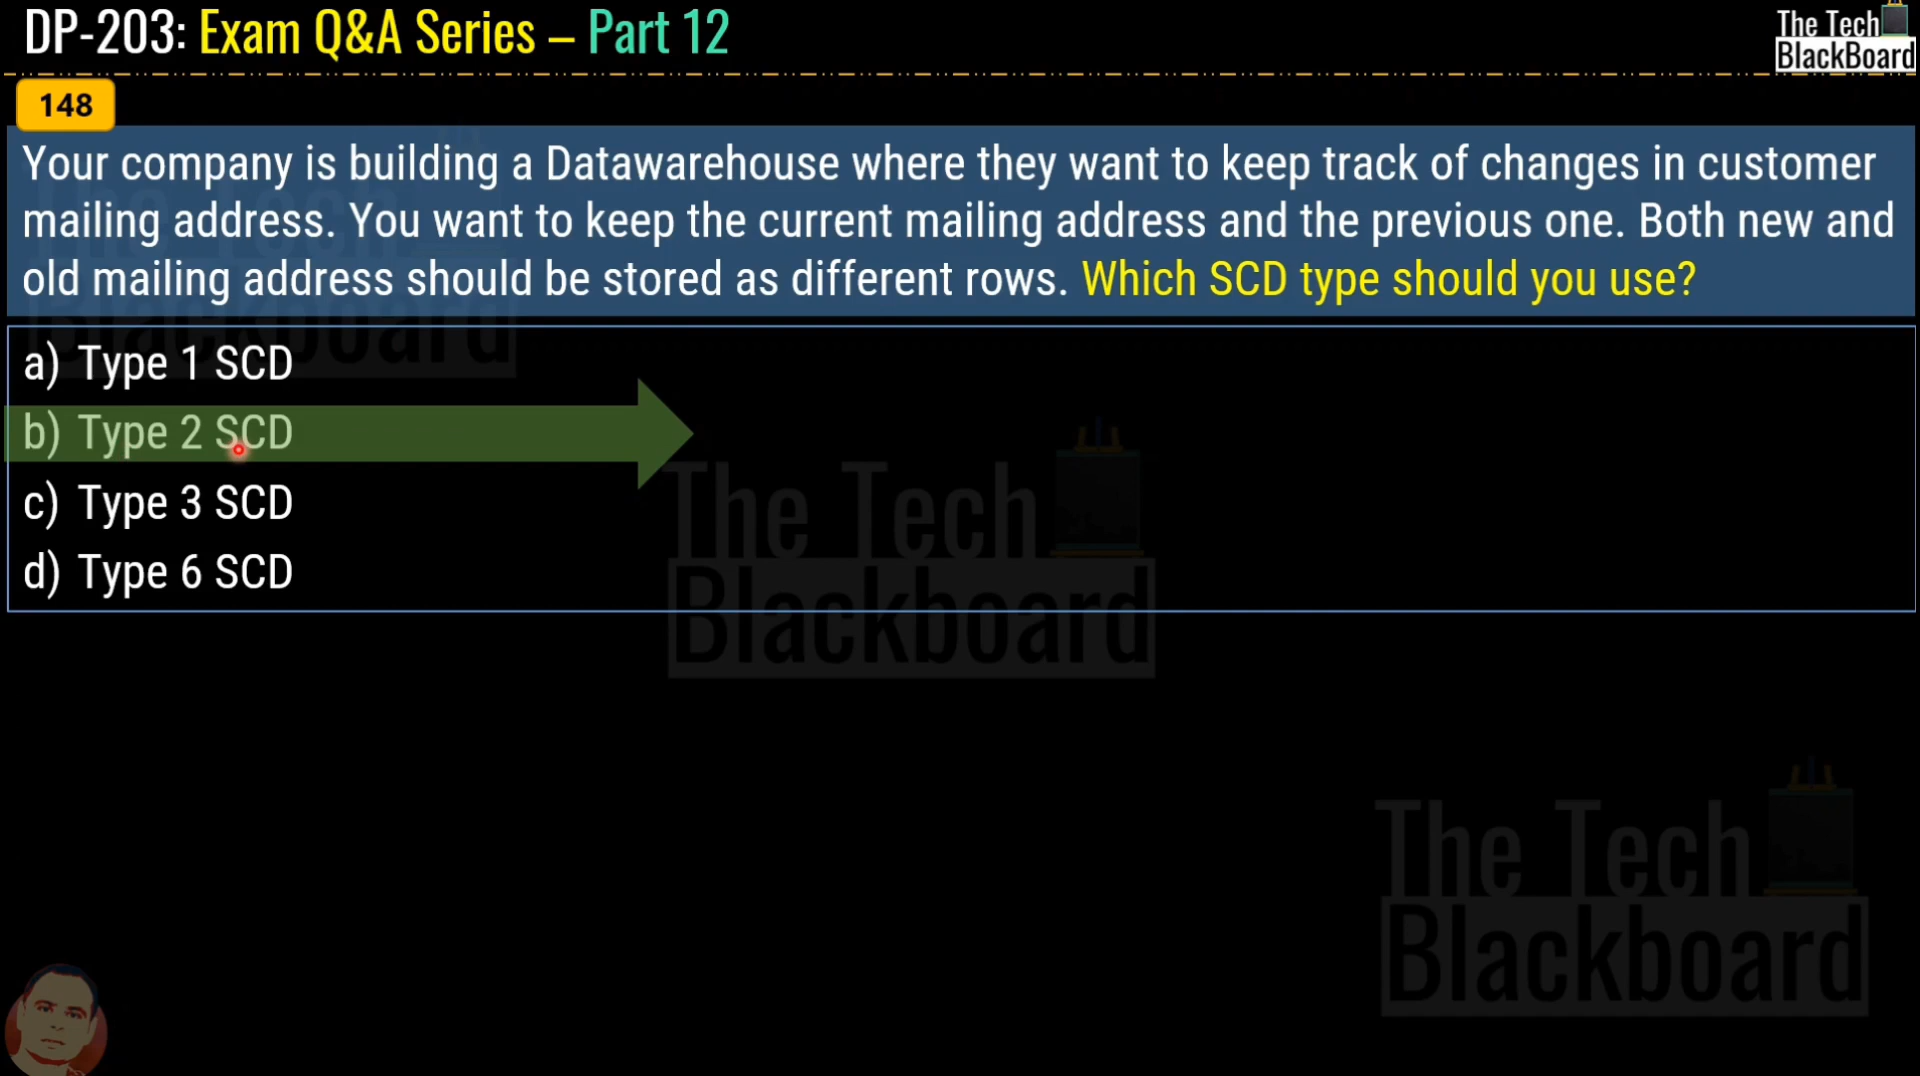 DP-203: Exam Q&A Series – Part 12
The Tech
BlackBoard
148
Your company is building a Datawarehouse where they want to keep track of changes in customer
mailing address. You want to keep the current mailing address and the previous one. Both new and
old mailing address should be stored as different rows. Which SCD type should you use?
a) Type 1 SCD
b) Type 2 SCD
c) Type 3 SCD
d) Type 6 SCD
The Tech
Blackboard
The Tech
Blackboard
The Tech
Blackboard